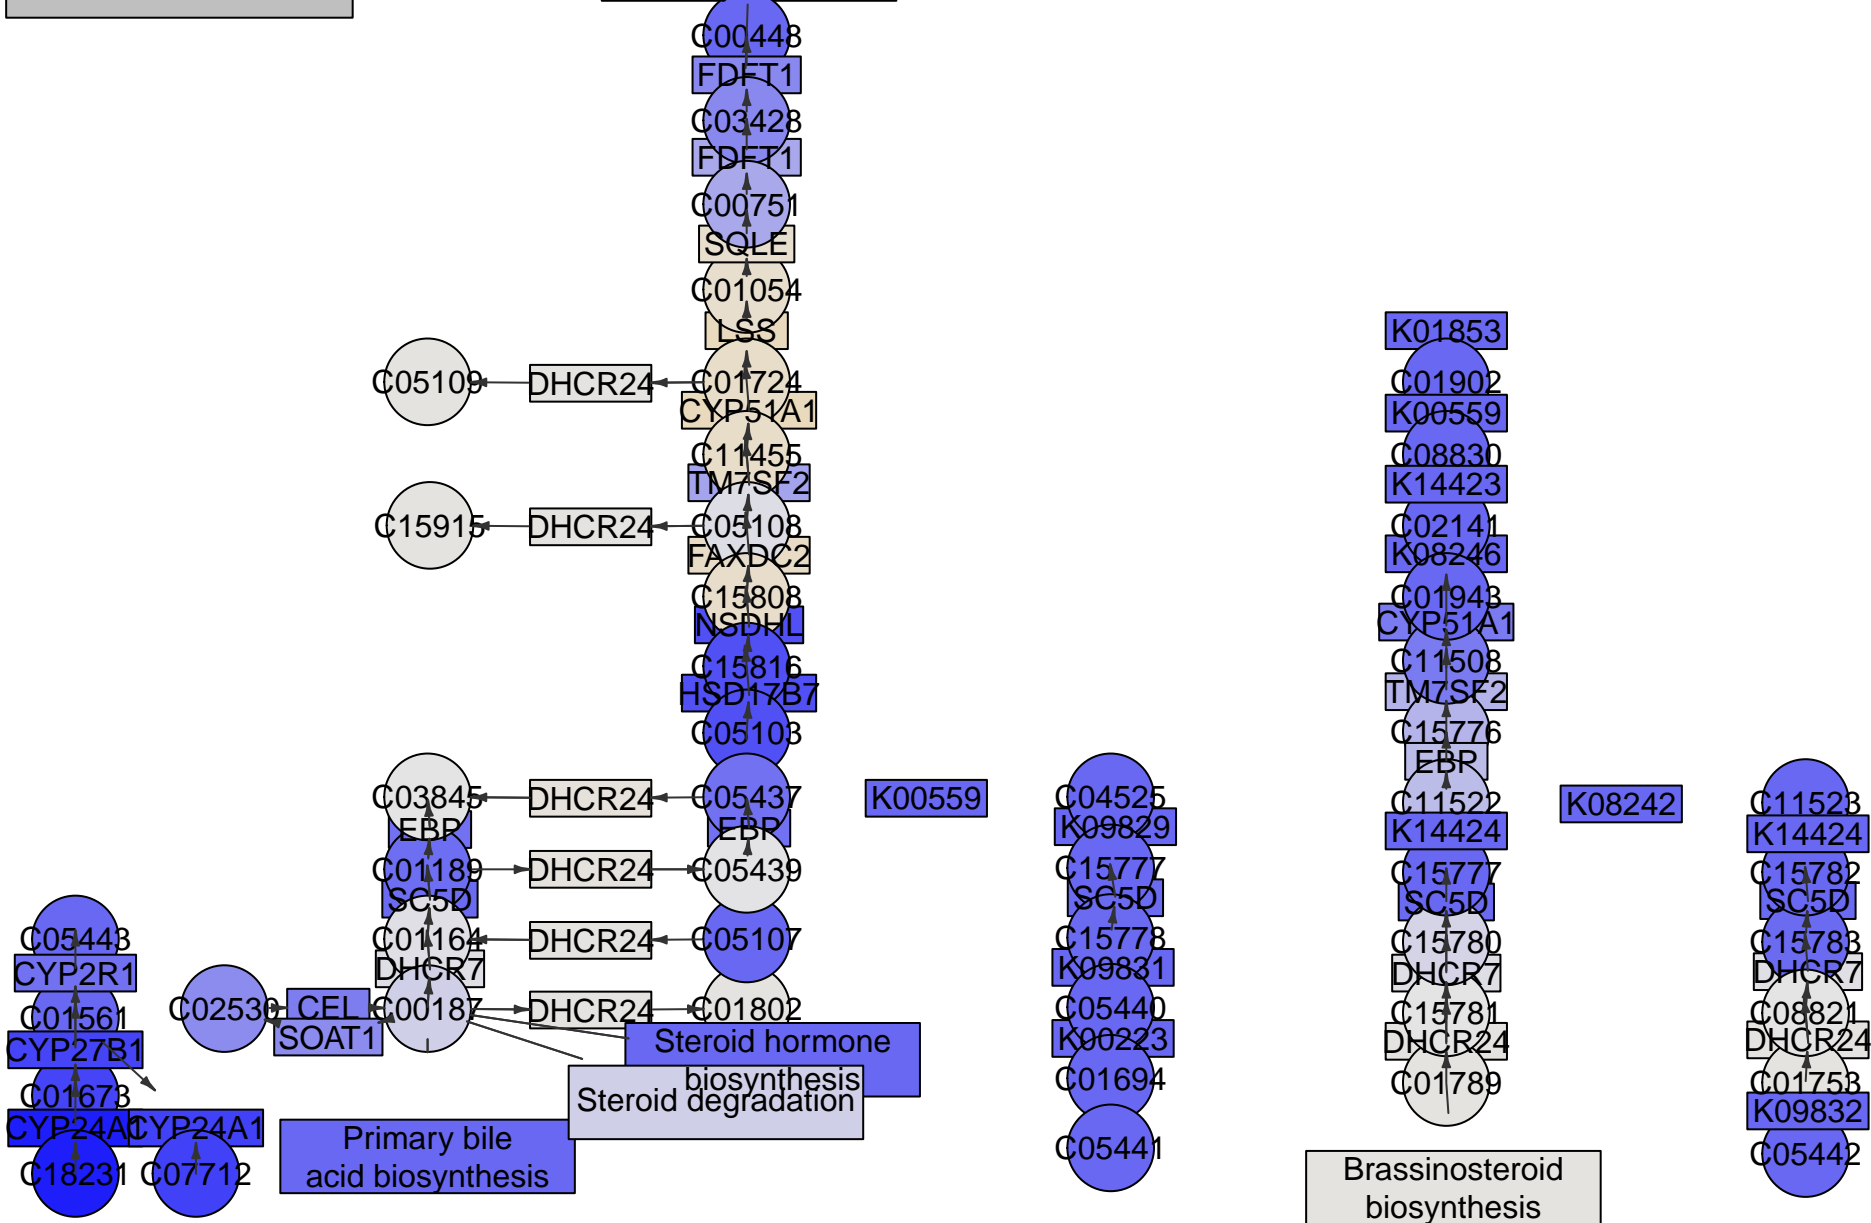 C00448
FDFT1
C03428
FDFT1
C00751
SQLE
C01054
LSS
C05109
DHCR24
C01724
CYP51A1
C11455
TM7SF2
C15915
DHCR24
C05108
FAXDC2
C15808
NSDHL
C15816
HSD17B7
C05103
C03845
DHCR24
C05437
EBP
EBP
C01189
DHCR24
C05439
SC5D
C01164
DHCR24
C05107
DHCR7
C02530
CEL
SOAT1
C00187
DHCR24
C01802
C05443
CYP2R1
C01561
CYP27B1
C01673
CYP24A1
CYP24A1
C18231
C07712
Steroid hormone
biosynthesis
Steroid degradation
Primary bile
acid biosynthesis
K00559
C04525
K09829
C15777
SC5D
C15778
K09831
C05440
K00223
C01694
C05441
K01853
C01902
K00559
C08830
K14423
C02141
K08246
C01943
CYP51A1
C11508
TM7SF2
C15776
EBP
C11522
K14424
C15777
SC5D
C15780
DHCR7
C15781
DHCR24
C01789
Brassinosteroid
biosynthesis
K08242
C11523
K14424
C15782
SC5D
C15783
DHCR7
C08821
DHCR24
C01753
K09832
C05442